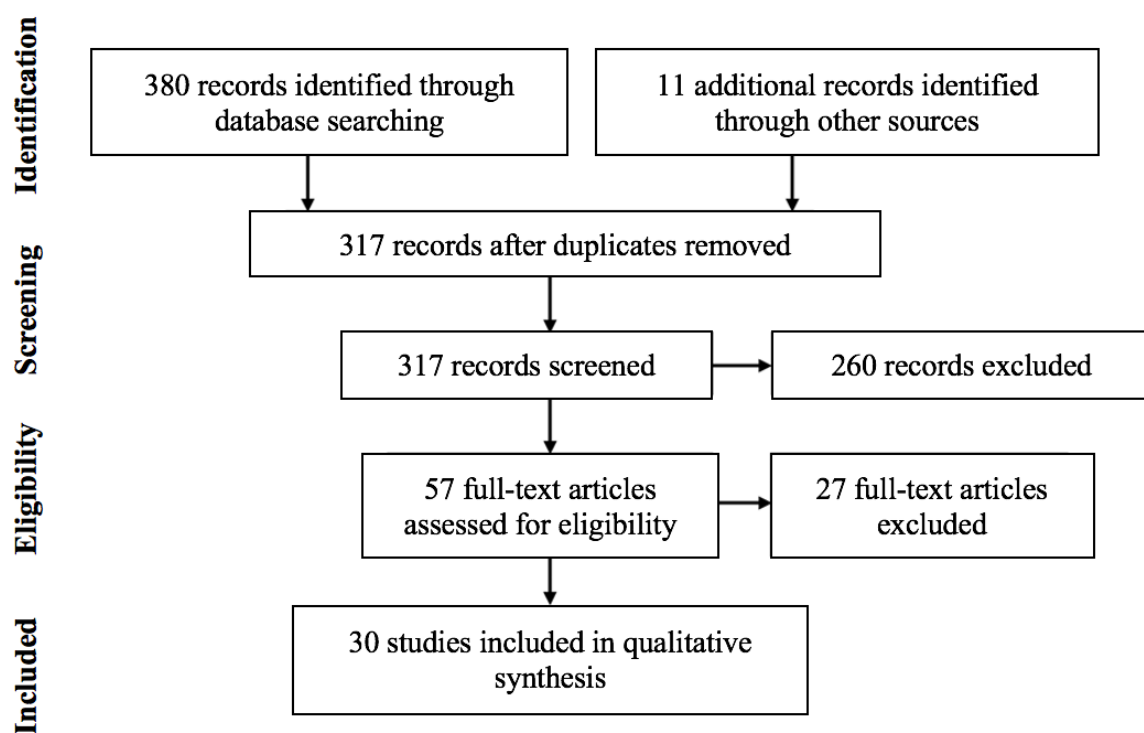 Identification
380 records identified through
database searching
11 additional records identified
through other sources
317 records after duplicates removed
Screening
317 records screened
260 records excluded
Eligibility
57 full-text articles
assessed for eligibility
27 full-text articles
excluded
Included
30 studies included in qualitative
synthesis